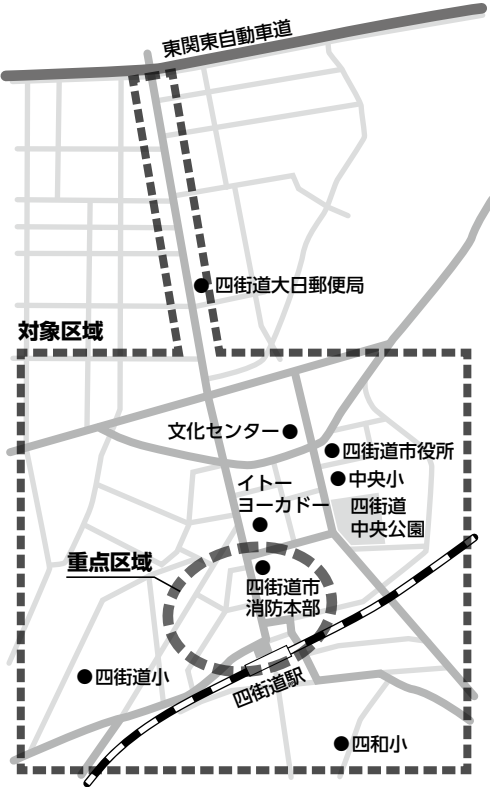 東関東自動車道
四街道大日郵便局
対象区域
文化センター
四街道市役所
中央小
イトー
ヨーカドー
四街道
中央公園
重点区域
四街道市
消防本部
四街道駅
四街道小
四和小